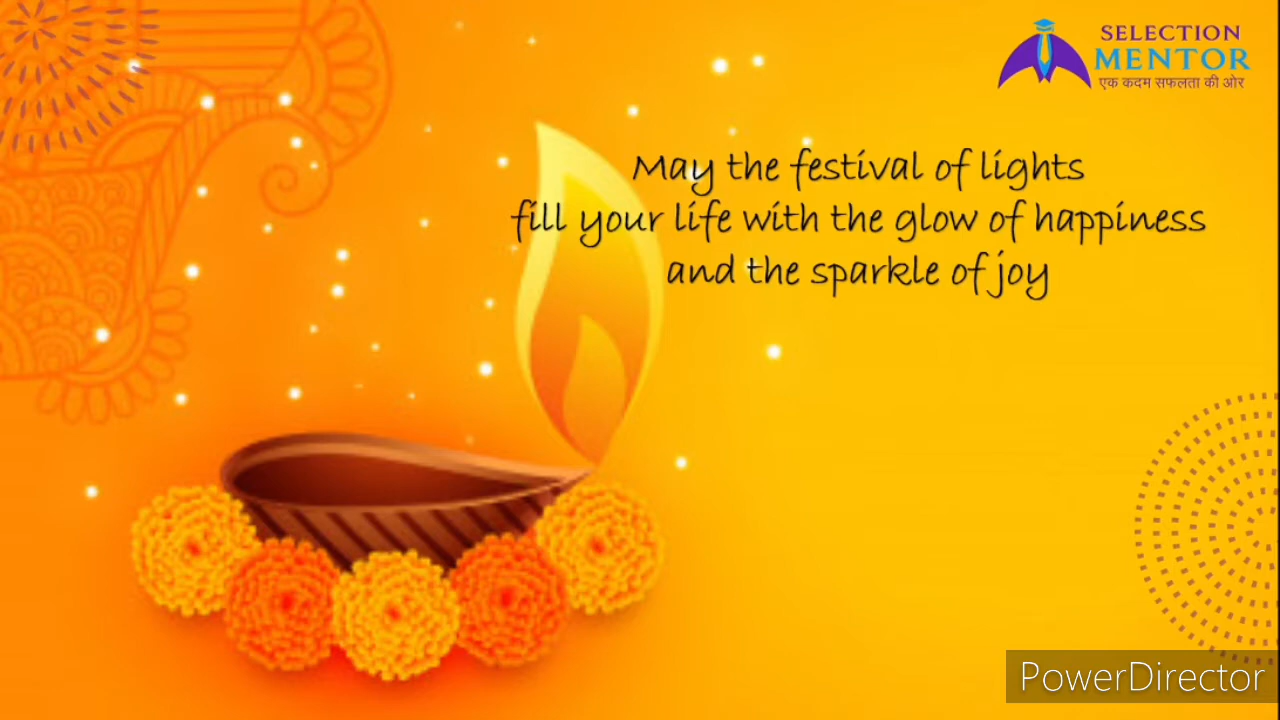 SELECTION
MENTOR
एक कदम सफलता की ओर
May the festival of lights
fill your life with the glow of happiness
and the sparkle of joy
PowerDirector